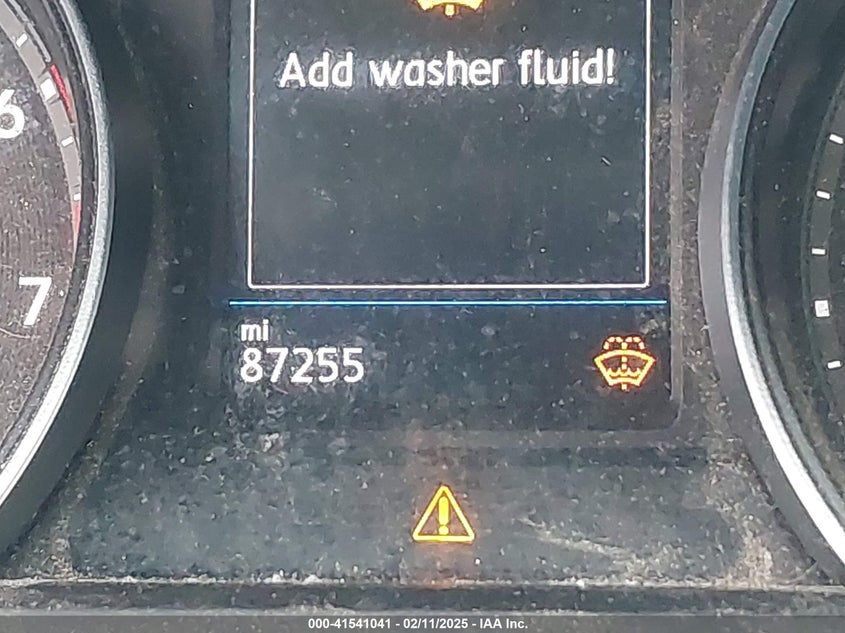 Add washer fluid!
6
7
mi
87255
000-41541041 - 02/11/2025 - IAA Inc.